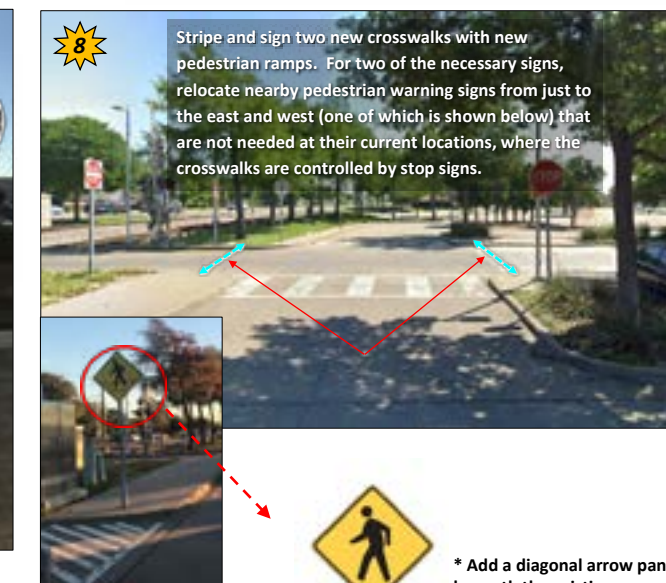 8
Stripe and sign two new crosswalks with new
pedestrian ramps. For two of the necessary signs,
relocate nearby pedestrian warning signs from just to
the east and west (one of which is shown below) that
are not needed at their current locations, where the
crosswalks are controlled by stop signs.
STOP
* Add a diagonal arrow pan